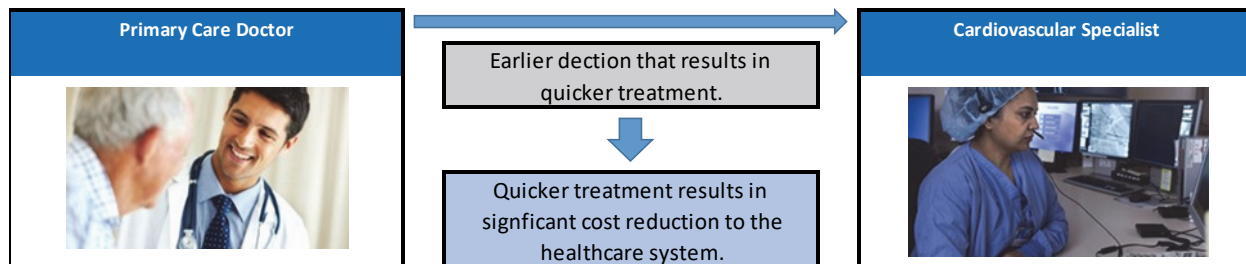 Primary Care Doctor
Earlier dection that results in
quicker treatment.
Quicker treatment results in
signficant cost reduction to the
healthcare system.
Cardiovascular Specialist